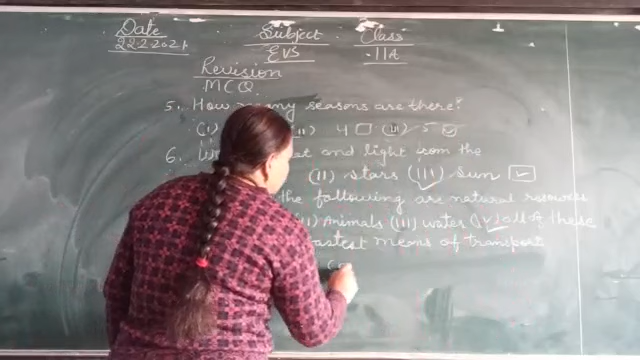 Date Subject Class
22.2.2021 EVS IIA
Revision
MCQ.
5. How many seasons are there?
(I) (II) 4 (III) 5
6. at and light from the
(II) stars (III) Sun
the following are natural resources
(II) Animals (III) water (IV) all of these
fastest means of transport